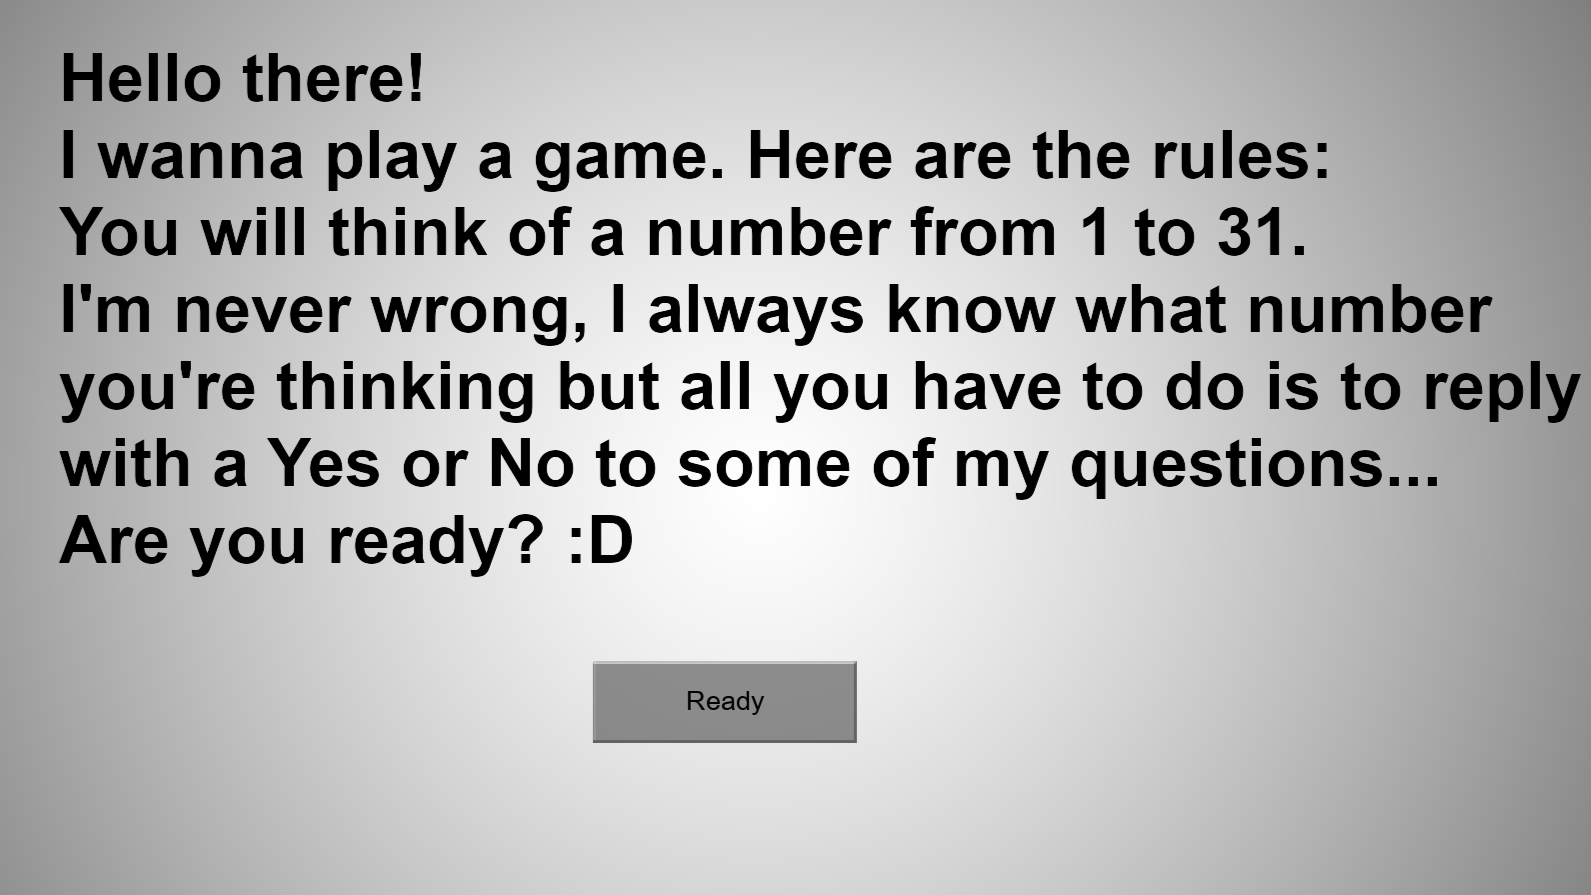 Hello there!
I wanna play a game. Here are the rules:
You will think of a number from 1 to 31.
I'm never wrong, I always know what number
you're thinking but all you have to do is to reply
with a Yes or No to some of my questions...
Are you ready? :D
Ready